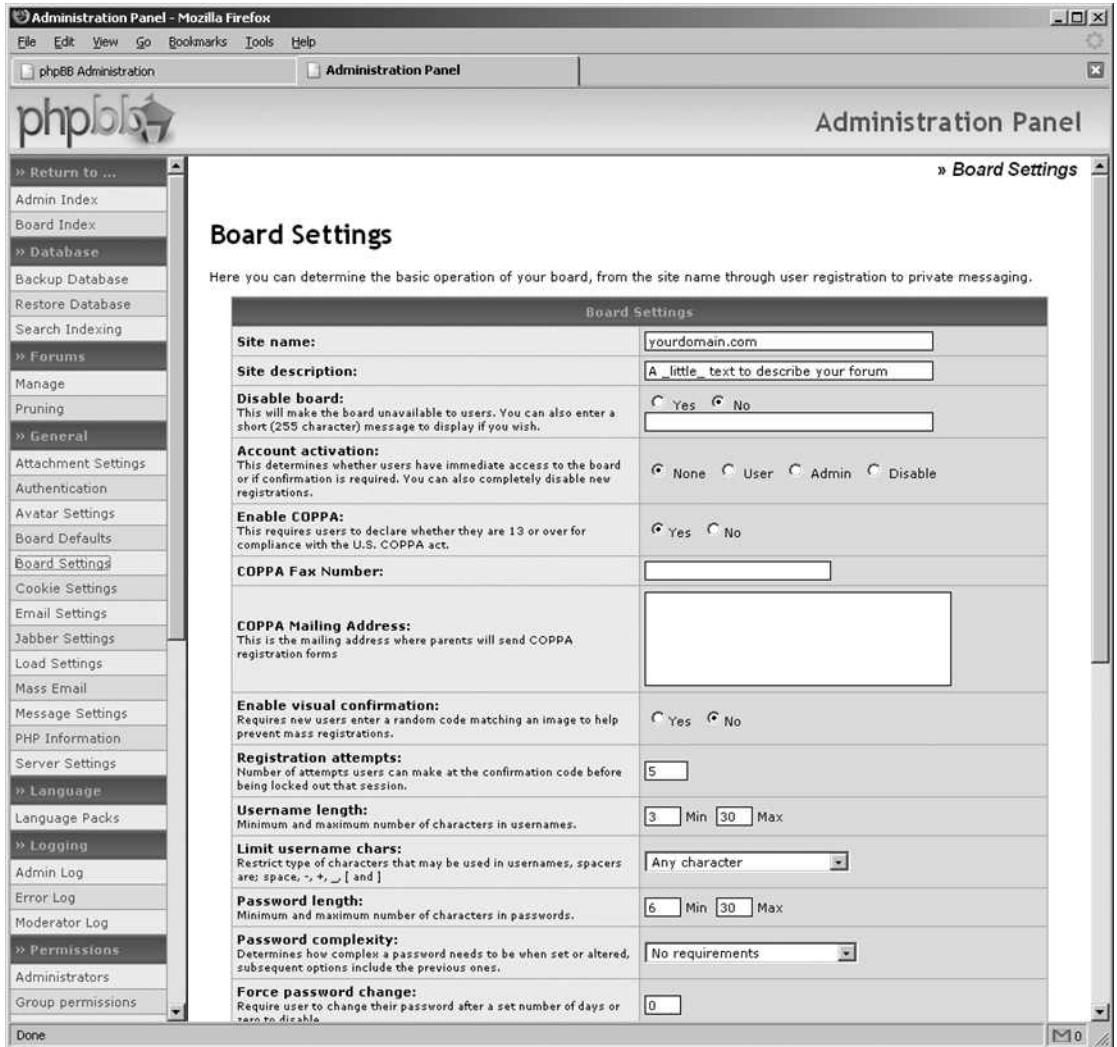 Administration Panel - Mozilla Firefox
File Edit View Go Bookmarks Tools Help
phpBB Administration
Administration Panel
phpbb
Administration Panel
» Return to ...
Admin Index
Board Index
» Database
Backup Database
Restore Database
Search Indexing
» Forums
Manage
Pruning
» General
Attachment Settings
Authentication
Avatar Settings
Board Defaults
Board Settings
Cookie Settings
Email Settings
Jabber Settings
Load Settings
Mass Email
Message Settings
PHP Information
Server Settings
» Language
Language Packs
» Logging
Admin Log
Error Log
Moderator Log
» Permissions
Administrators
Group permissions
» Board Settings
Board Settings
Here you can determine the basic operation of your board, from the site name through user registration to private messaging.
Board Settings
Site name:
yourdomain.com
Site description:
A _little_ text to describe your forum
Disable board:
This will make the board unavailable to users. You can also enter a
short (255 character) message to display if you wish.
Yes No
Account activation:
This determines whether users have immediate access to the board
or if confirmation is required. You can also completely disable new
registrations.
None User Admin Disable
Enable COPPA:
This requires users to declare whether they are 13 or over for
compliance with the U.S. COPPA act.
Yes No
COPPA Fax Number:
COPPA Mailing Address:
This is the mailing address where parents will send COPPA
registration forms
Enable visual confirmation:
Requires new users enter a random code matching an image to help
prevent mass registrations.
Yes No
Registration attempts:
Number of attempts users can make at the confirmation code before
being locked out that session.
5
Username length:
Minimum and maximum number of characters in usernames.
3 Min 30 Max
Limit username chars:
Restrict type of characters that may be used in usernames, spacers
are; space, -, +, _, [ and ]
Any character
Password length:
Minimum and maximum number of characters in passwords.
6 Min 30 Max
Password complexity:
Determines how complex a password needs to be when set or altered,
subsequent options include the previous ones.
No requirements
Force password change:
Require user to change their password after a set number of days or
zero to disable
0
Done
0